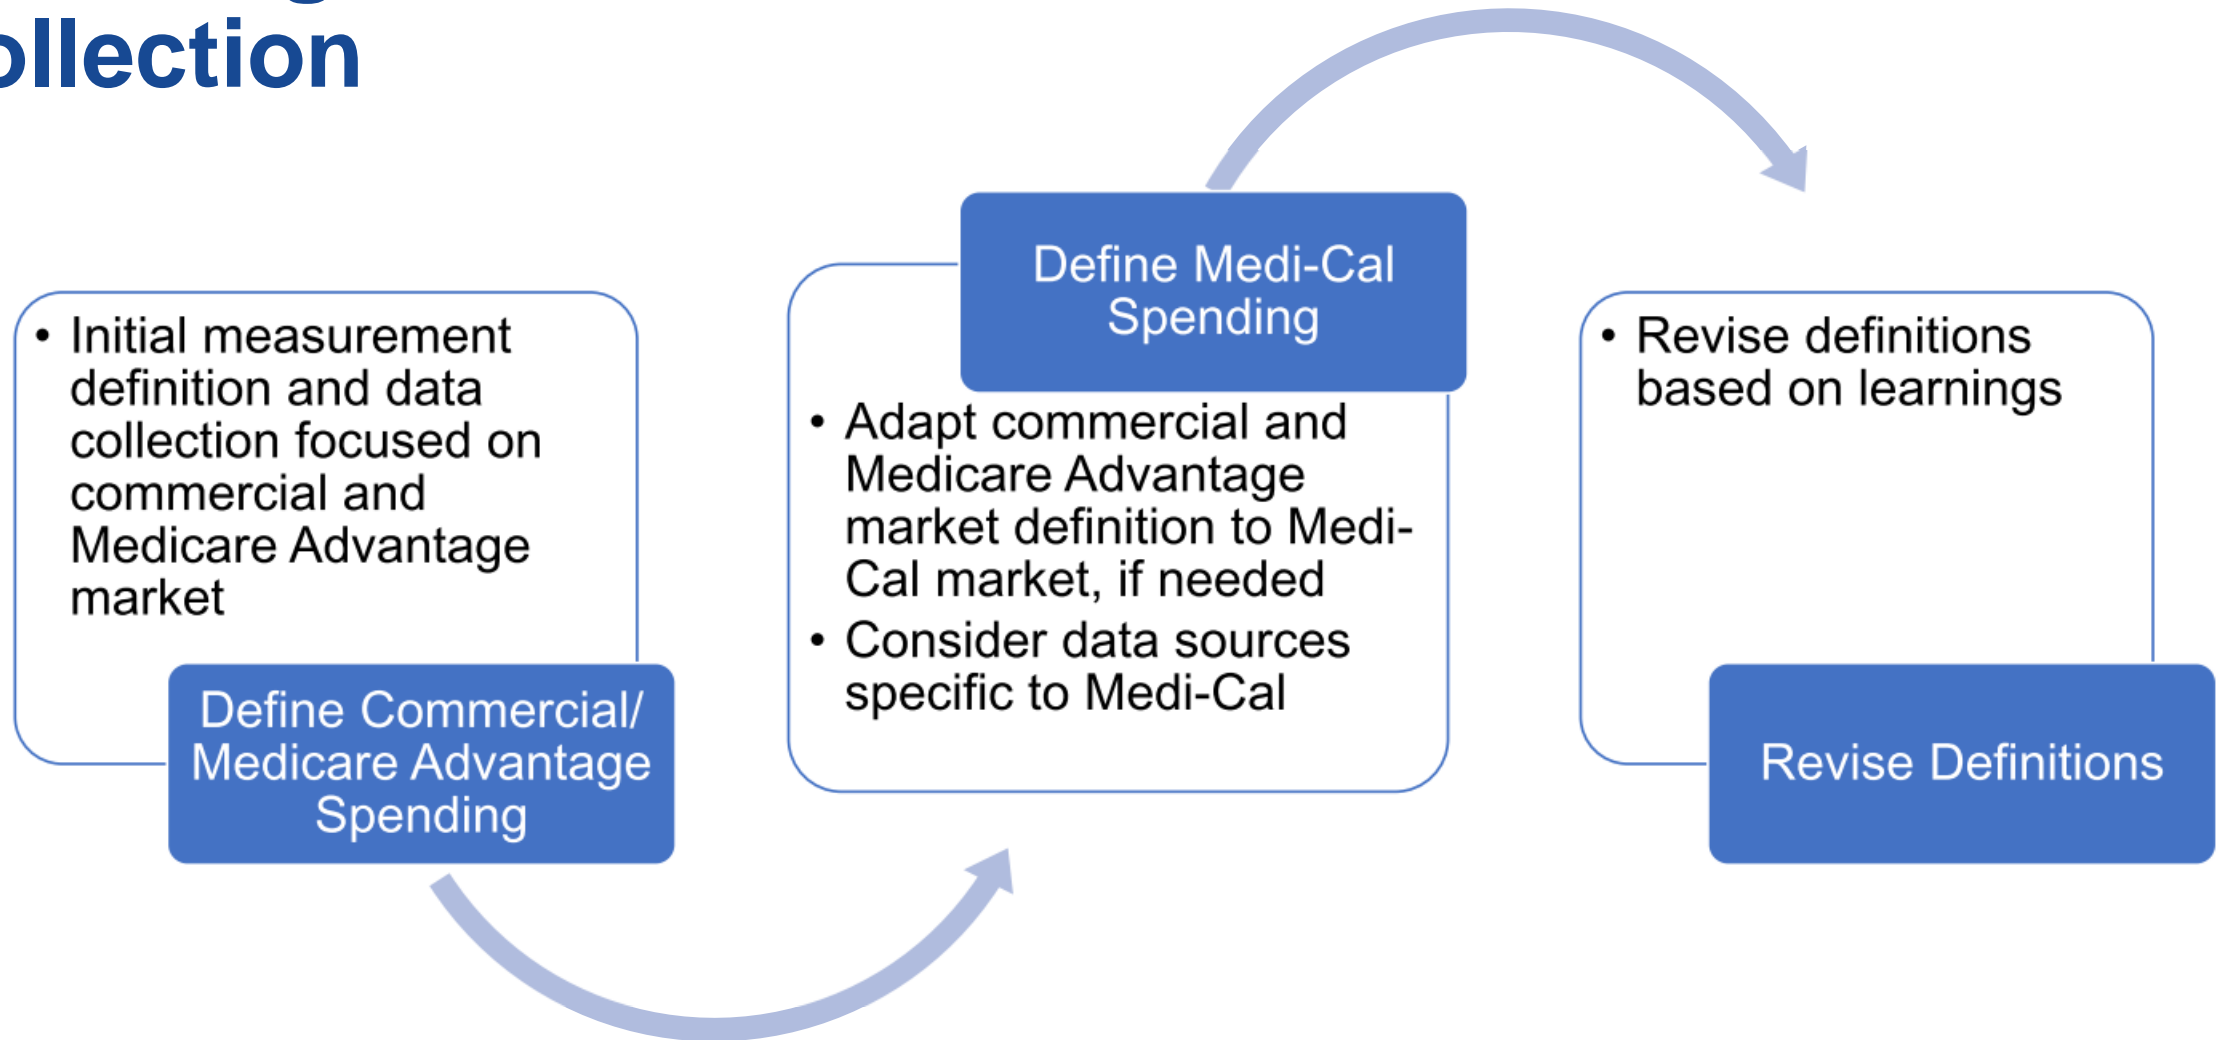 ollection
• Initial measurement
definition and data
collection focused on
commercial and
Medicare Advantage
market
Define Commercial/
Medicare Advantage
Spending
Define Medi-Cal
Spending
• Adapt commercial and
Medicare Advantage
market definition to Medi-
Cal market, if needed
• Consider data sources
specific to Medi-Cal
• Revise definitions
based on learnings
Revise Definitions